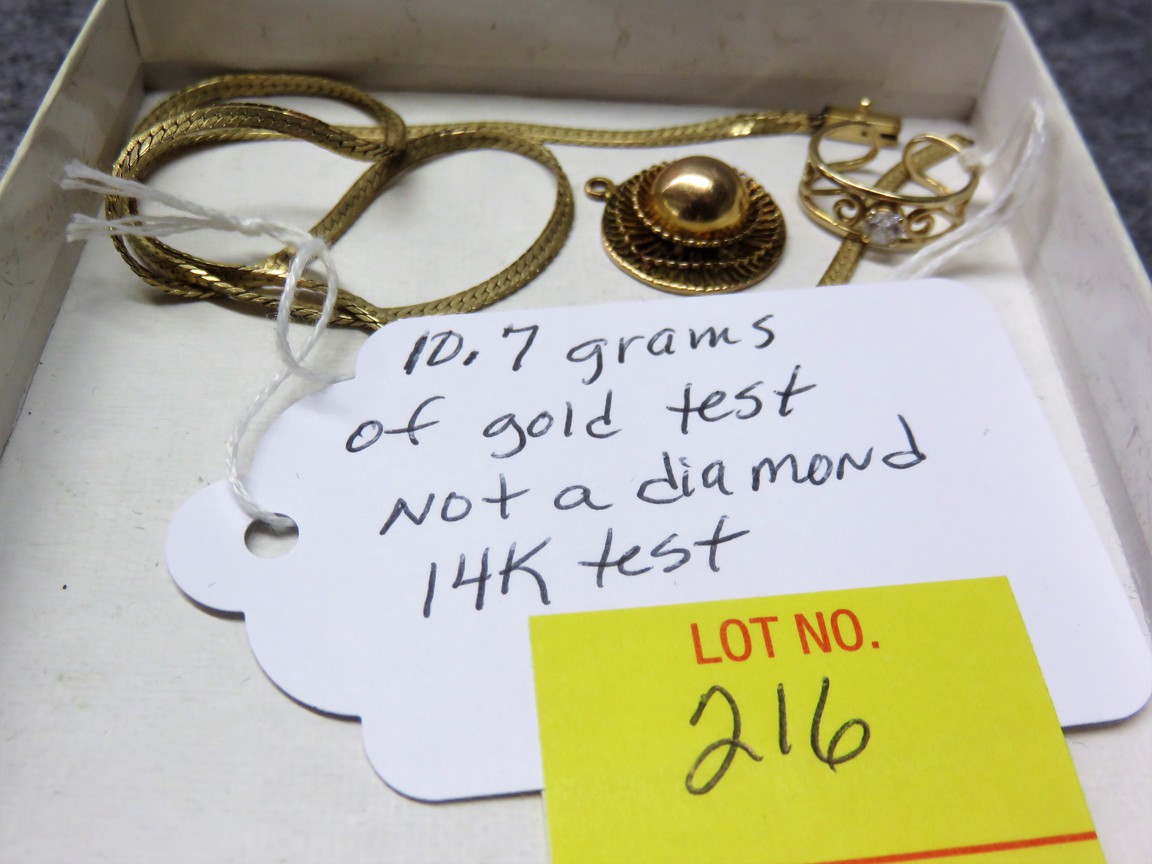 10.7 grams
of gold test
Not a diamond
14K test
LOT NO.
216